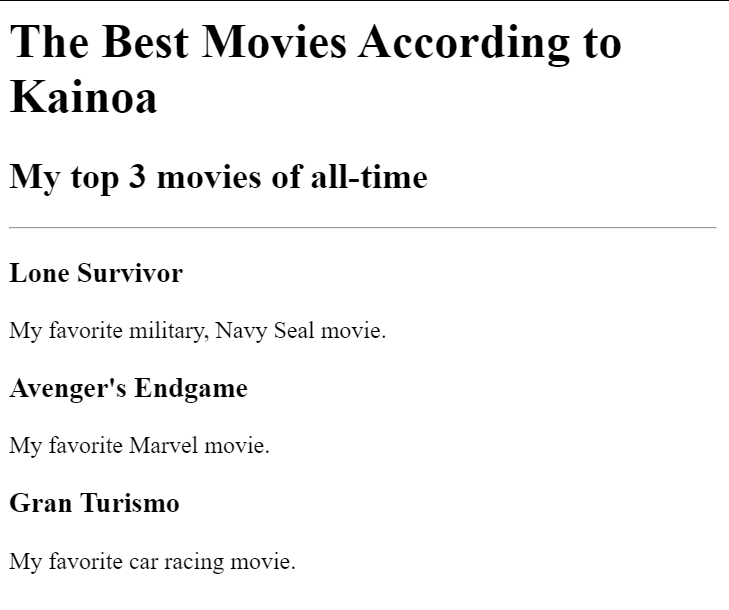 The Best Movies According to
Kainoa
My top 3 movies of all-time
Lone Survivor
My favorite military, Navy Seal movie.
Avenger's Endgame
My favorite Marvel movie.
Gran Turismo
My favorite car racing movie.